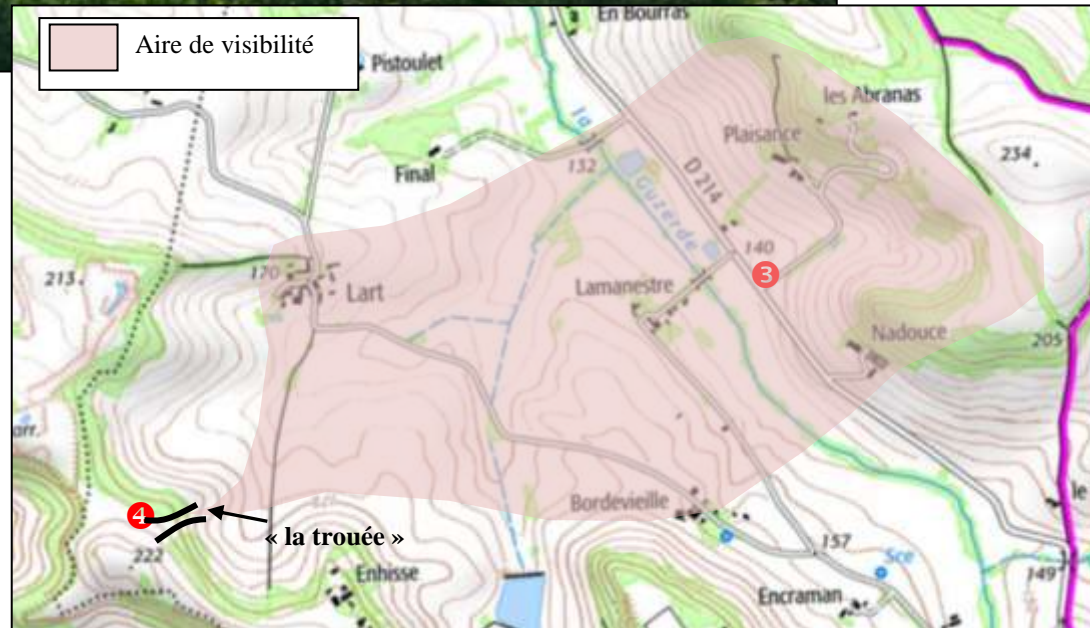 Aire de visibilité
En Bourras
Pistoulet
la
les Abranas
Plaisance
132
Final
D 214
234
Guzerde
213
170
Lart
140
3
Lamanestre
Nadouce
205
4
« la trouée »
Bordevieille
222
157
Enhisse
Sce
149
Encraman